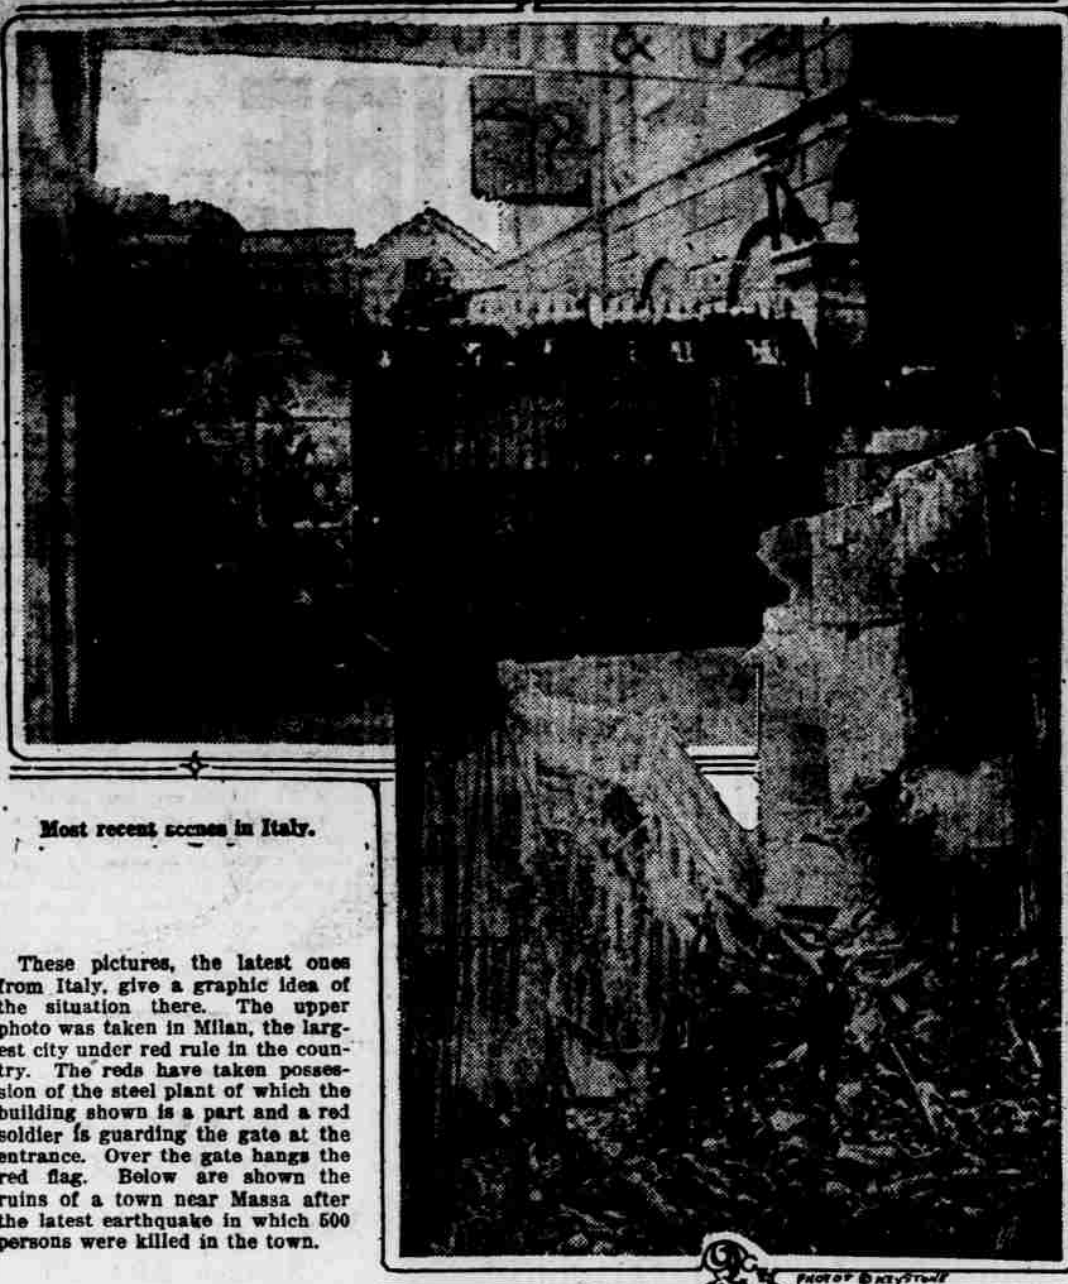 Most recent scenes in Italy.
These pictures, the latest ones
from Italy, give a graphic idea of
the situation there. The upper
photo was taken in Milan, the larg-
est city under red rule in the coun-
try. The reds have taken posses-
sion of the steel plant of which the
building shown is a part and a red
soldier is guarding the gate at the
entrance. Over the gate hangs the
red flag. Below are shown the
ruins of a town near Massa after
the latest earthquake in which 500
persons were killed in the town.
© KEYSTONE